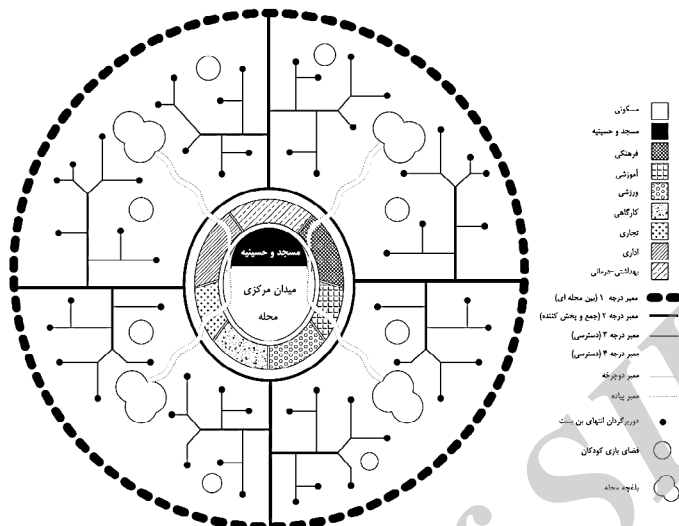 مسجد و حسینیه
میدان مرکزی
محله
مسکونی
مسجد و حسینیه
فرهنگی
آموزشی
ورزشی
کارگاهی
تجاری
اداری
بهداشتی-درمانی
معبر درجه ۱ (بین محله ای)
معبر درجه ۲ (جمع و پخش کننده)
معبر درجه ۳ (دسترسی)
معبر درجه ۴ (دسترسی)
معبر دوچرخه
معبر پیاده
دوربرگردان انتهای بن بست
فضای بازی کودکان
باغچه محله